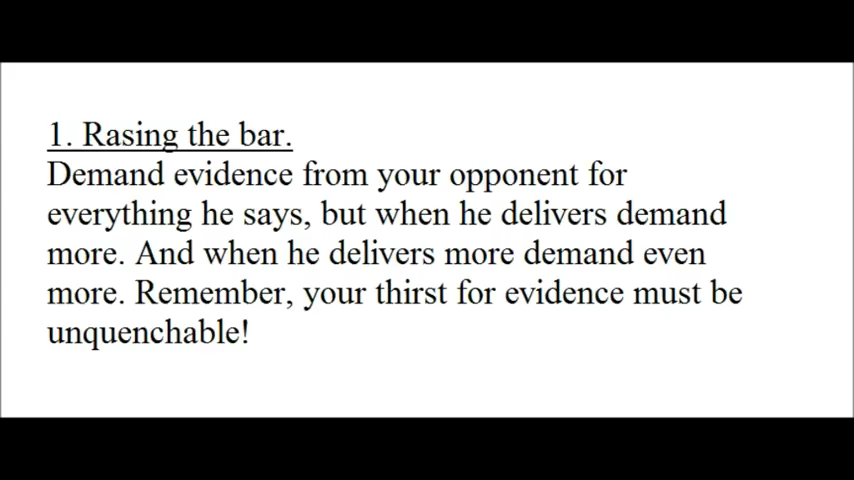 1. Rasing the bar.
Demand evidence from your opponent for
everything he says, but when he delivers demand
more. And when he delivers more demand even
more. Remember, your thirst for evidence must be
unquenchable!